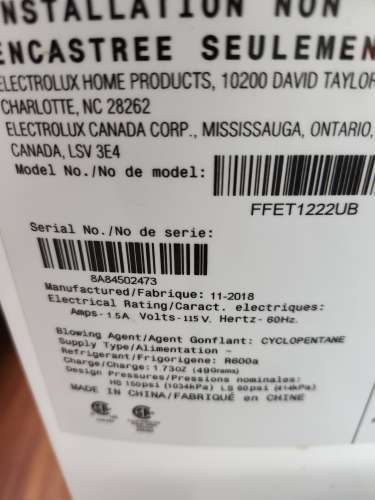 INSTALLATION NON
ENCASTREE SEULEMEN
ELECTROLUX HOME PRODUCTS, 10200 DAVID TAYLOR
CHARLOTTE, NC 28262
ELECTROLUX CANADA CORP., MISSISSAUGA, ONTARIO,
CANADA, L5V 3E4
Model No./No de model:
FFET1222UB
Serial No./No de serie:
8A84502473
Manufactured/Fabrique: 11-2018
Electrical Rating/Caract. electriques:
Amps- 1.5A Volts- 115 V. Hertz- 60Hz.
Blowing Agent/Agent Gonflant: CYCLOPENTANE
Supply Type/Alimentation ~
Refrigerant/Frigorigene: R600a
Charge/Charge: 1.73oz (49Grams)
Design Pressures/Pressions nominales:
HS 150psi (1034kPa) LS 60psi (414kPa)
MADE IN CHINA/FABRIQUÉ EN CHINE